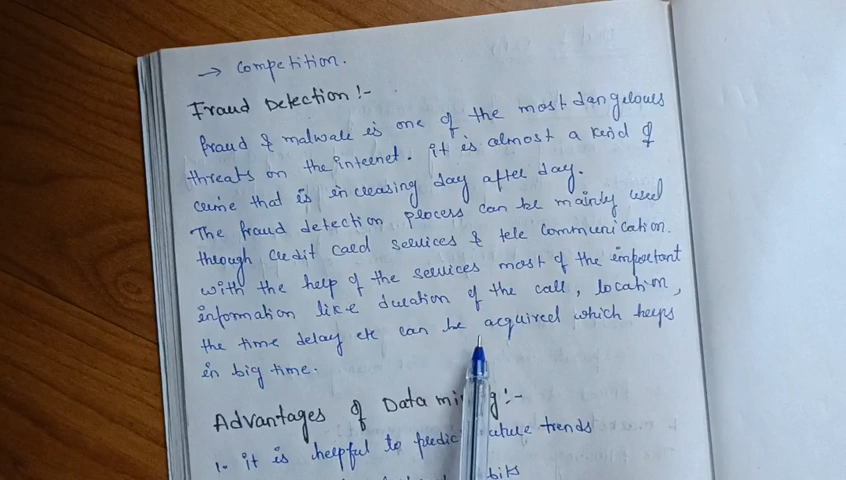 → Competition.
Fraud Detection :-
fraud & malware is one of the most dangerous
threats on the internet. it is almost a kind of
crime that is increasing day after day.
The fraud detection process can be mainly used
through credit card services & tele communication.
with the help of the services most of the important
information like duration of the call, location,
the time delay etc can be acquired which helps
in big time.
Advantages of Data mi g :-
1. it is helpful to predic future trends
bits